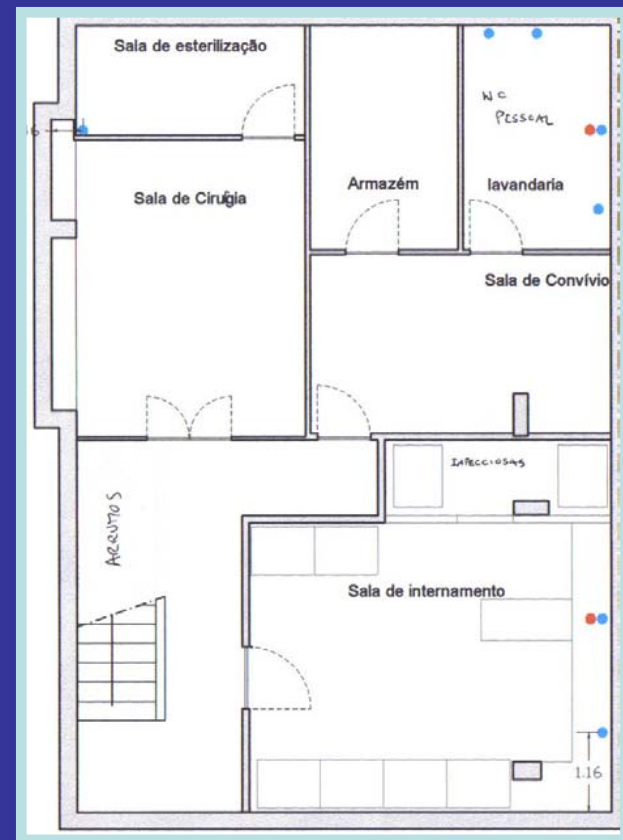 Sala de esterilização
WC
PESSOAL
Sala de Cirugia
Armazém
lavandaria
Sala de Convívio
INFECCIOSAS
ARRUMOS
Sala de internamento
1.16